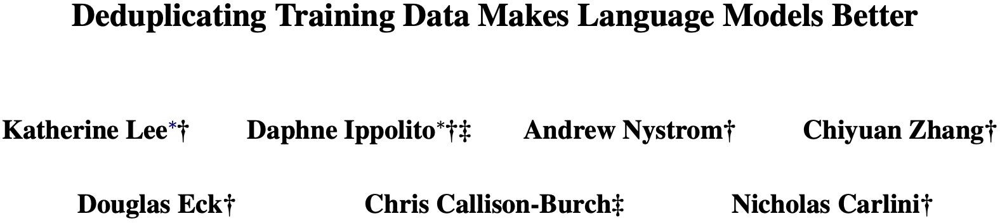 Deduplicating Training Data Makes Language Models Better
Katherine Lee*† Daphne Ippolito*†‡ Andrew Nystrom† Chiyuan Zhang†
Douglas Eck† Chris Callison-Burch‡ Nicholas Carlini†